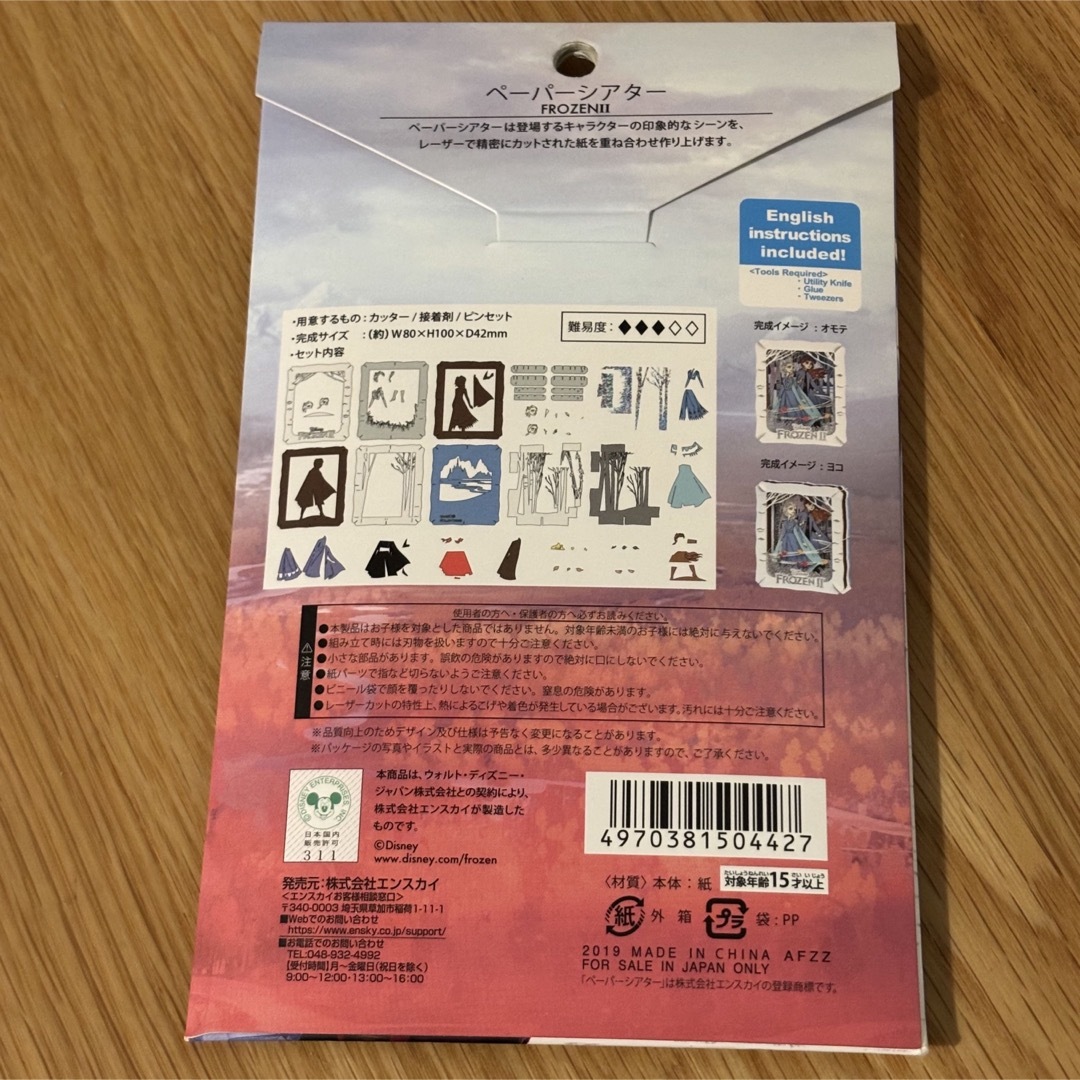 ペーパーシアター
FROZENII
ペーパーシアターは登場するキャラクターの印象的なシーンを、
レーザーで精密にカットされた紙を重ね合わせ作り上げます。
English
instructions
included!
<Tools Required>
・Utility Knife
・Glue
・Tweezers
・用意するもの：カッター/接着剤/ピンセット
・完成サイズ ：(約)W80×H100×D42mm
・セット内容
難易度：◆◆◆◇◇
完成イメージ：オモテ
FROZEN II
完成イメージ：ヨコ
FROZEN II
FROZEN II
⚠注意
使用者の方へ・保護者の方へ必ずお読みください。
●本製品はお子様を対象とした商品ではありません。対象年齢未満のお子様には絶対に与えないでください。
●組み立て時には刃物を扱いますので十分ご注意ください。
●小さな部品があります。誤飲の危険がありますので絶対に口にしないでください。
●紙パーツで指など切らないようご注意ください。
●ビニール袋で顔を覆ったりしないでください。窒息の危険があります。
●レーザーカットの特性上、熱によるこげや着色が発生している場合がございます。汚れには十分ご注意ください。
※品質向上のためデザイン及び仕様は予告なく変更になることがあります。
※パッケージの写真やイラストと実際の商品とは、多少異なることがありますので、ご了承ください。
©DISNEY ENTERPRISES, INC.
日本国内
販売許可
311
本商品は、ウォルト・ディズニー・
ジャパン株式会社との契約により、
株式会社エンスカイが製造した
ものです。
©Disney
www.disney.com/frozen
4970381504427
発売元：株式会社エンスカイ
<エンスカイお客様相談窓口>
〒340-0003 埼玉県草加市稲荷1-11-1
■Webでのお問い合わせ
https://www.ensky.co.jp/support/
■お電話でのお問い合わせ
TEL:048-932-4992
【受付時間】月〜金曜日(祝日を除く)
9:00〜12:00・13:00〜16:00
〈材質〉本体：紙
たいしょうねんれい さい いじょう
対象年齢15才以上
紙 外箱 プラ 袋：PP
2019 MADE IN CHINA AFZZ
FOR SALE IN JAPAN ONLY
「ペーパーシアター」は株式会社エンスカイの登録商標です。